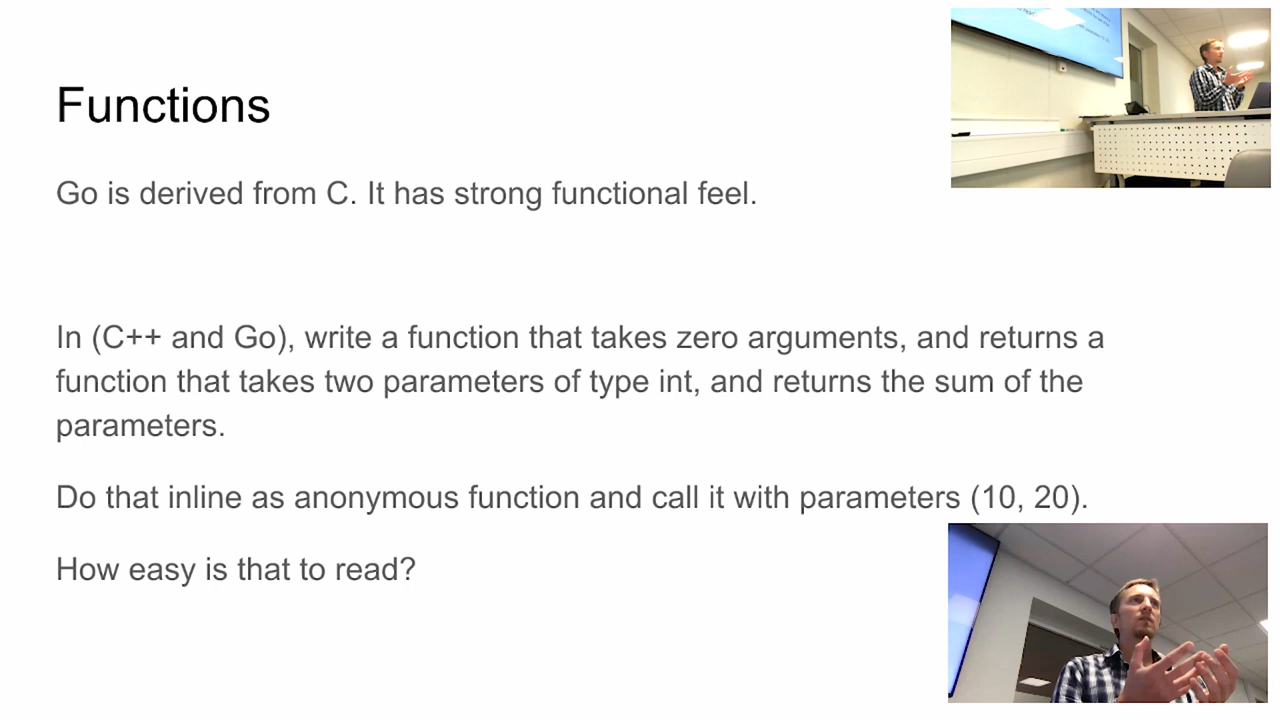 Functions
Go is derived from C. It has strong functional feel.
In (C++ and Go), write a function that takes zero arguments, and returns a
function that takes two parameters of type int, and returns the sum of the
parameters.
Do that inline as anonymous function and call it with parameters (10, 20).
How easy is that to read?